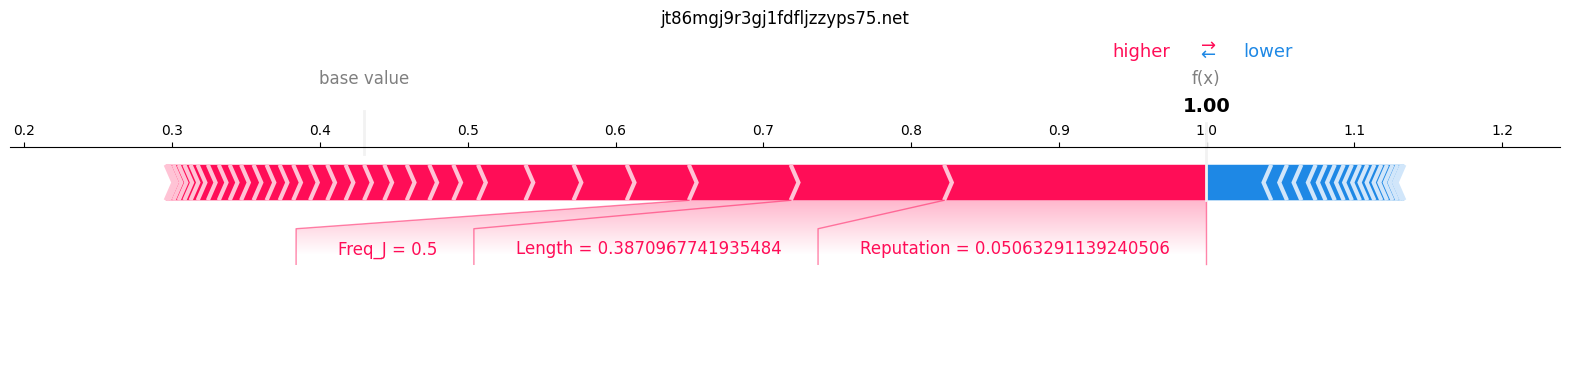 jt86mgj9r3gj1fdfljzzyps75.net
higher ⇄ lower
base value f(x)
1.00
0.2 0.3 0.4 0.5 0.6 0.7 0.8 0.9 1.0 1.1 1.2
Freq_J = 0.5 Length = 0.3870967741935484 Reputation = 0.05063291139240506